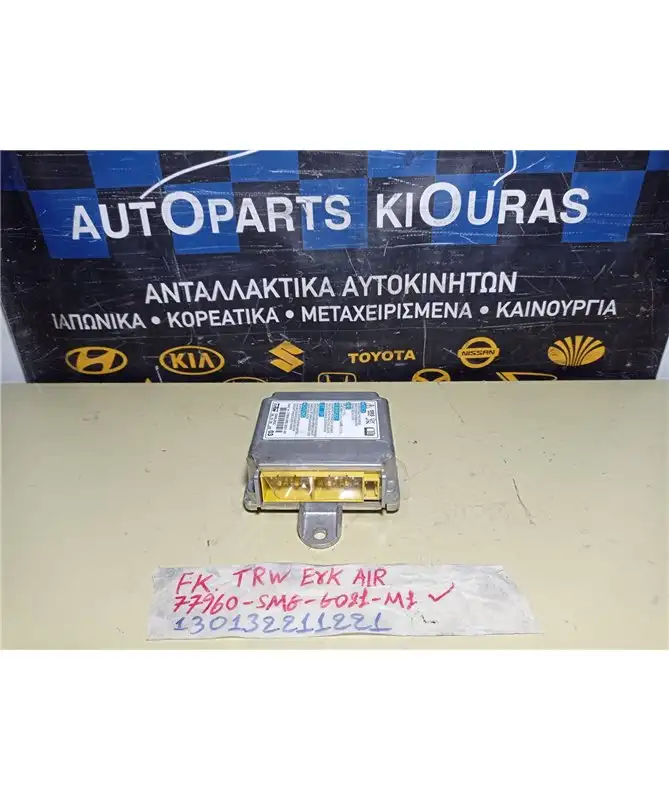 AUTOPARTS KIOURAS
ΑΝΤΑΛΛΑΚΤΙΚΑ ΑΥΤΟΚΙΝΗΤΩΝ
ΙΑΠΩΝΙΚΑ • ΚΟΡΕΑΤΙΚΑ • ΜΕΤΑΧΕΙΡΙΣΜΕΝΑ • ΚΑΙΝΟΥΡΓΙΑ
KIA TOYOTA NISSAN
FK. TRW ΕΓΚ AIR
77960-SMG-G021-M1
130132211221